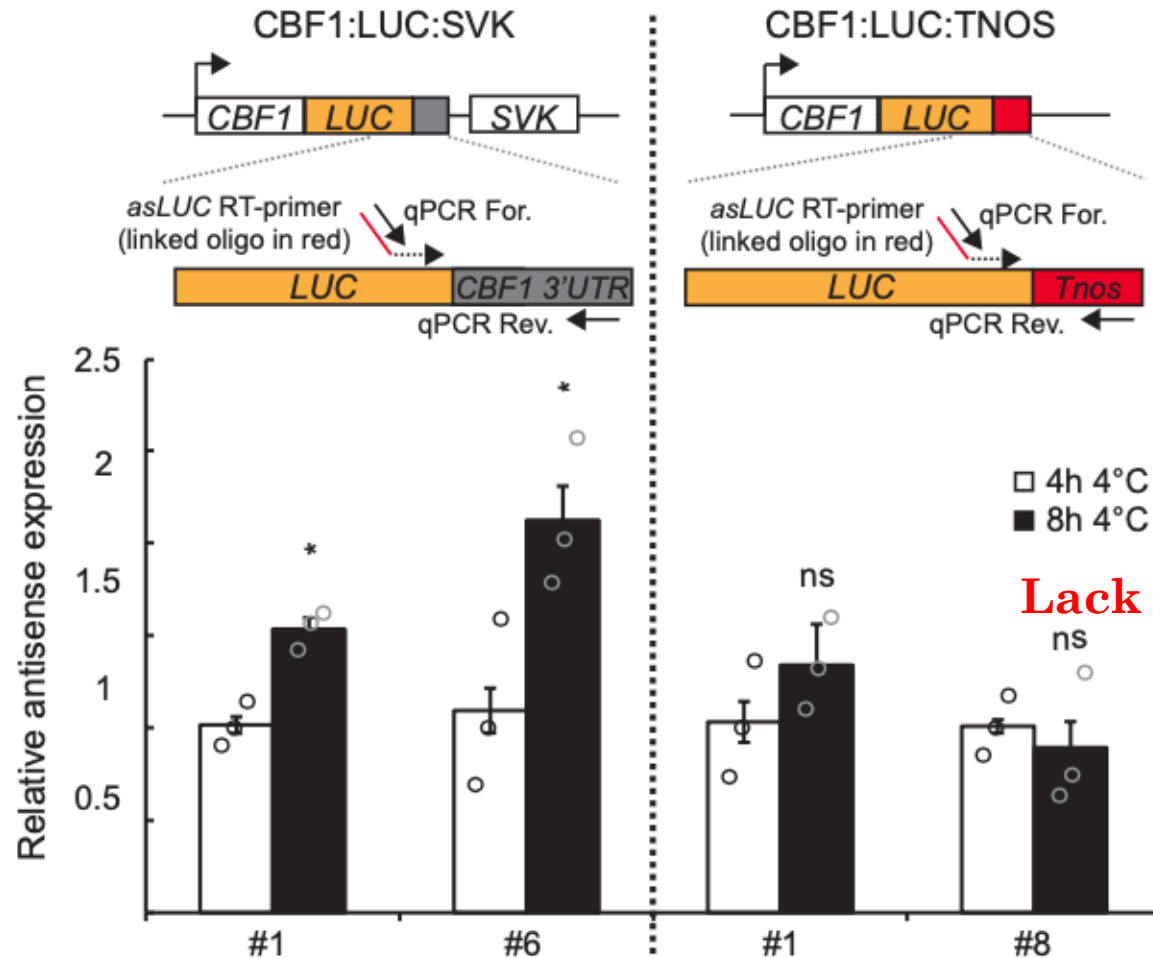 CBF1:LUC:SVK
CBF1 LUC SVK
asLUC RT-primer
(linked oligo in red)
qPCR For.
LUC CBF1 3'UTR
qPCR Rev.
CBF1:LUC:TNOS
CBF1 LUC
asLUC RT-primer
(linked oligo in red)
qPCR For.
LUC Tnos
qPCR Rev.
Relative antisense expression
2.5
2
1.5
1
0.5
*
*
ns
ns
4h 4°C
8h 4°C
Lack
#1 #6 #1 #8